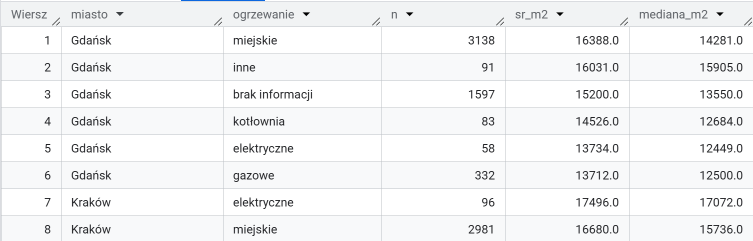 Wiersz miasto ogrzewanie n sr_m2 mediana_m2
1 Gdańsk miejskie 3138 16388.0 14281.0
2 Gdańsk inne 91 16031.0 15905.0
3 Gdańsk brak informacji 1597 15200.0 13550.0
4 Gdańsk kotłownia 83 14526.0 12684.0
5 Gdańsk elektryczne 58 13734.0 12449.0
6 Gdańsk gazowe 332 13712.0 12500.0
7 Kraków elektryczne 96 17496.0 17072.0
8 Kraków miejskie 2981 16680.0 15736.0